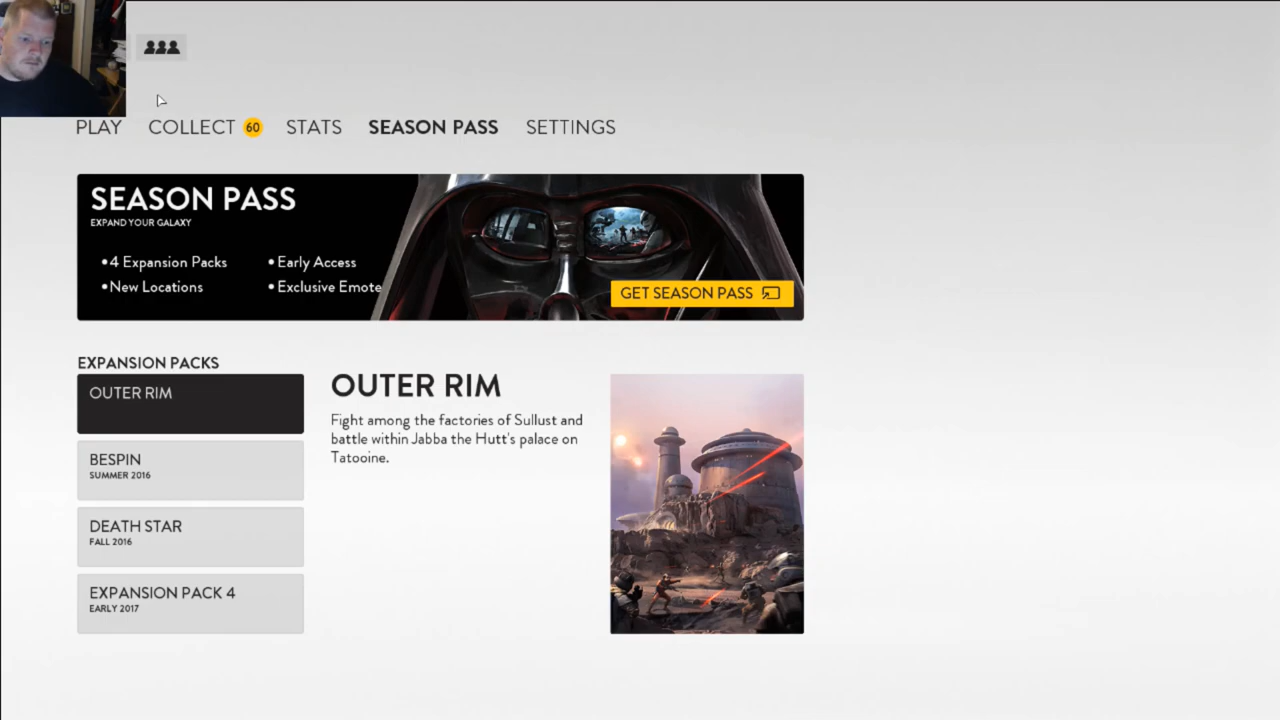 PLAY COLLECT 60 STATS SEASON PASS SETTINGS
SEASON PASS
EXPAND YOUR GALAXY
•4 Expansion Packs •Early Access
•New Locations •Exclusive Emote
GET SEASON PASS
EXPANSION PACKS
OUTER RIM
BESPIN
SUMMER 2016
DEATH STAR
FALL 2016
EXPANSION PACK 4
EARLY 2017
OUTER RIM
Fight among the factories of Sullust and
battle within Jabba the Hutt's palace on
Tatooine.